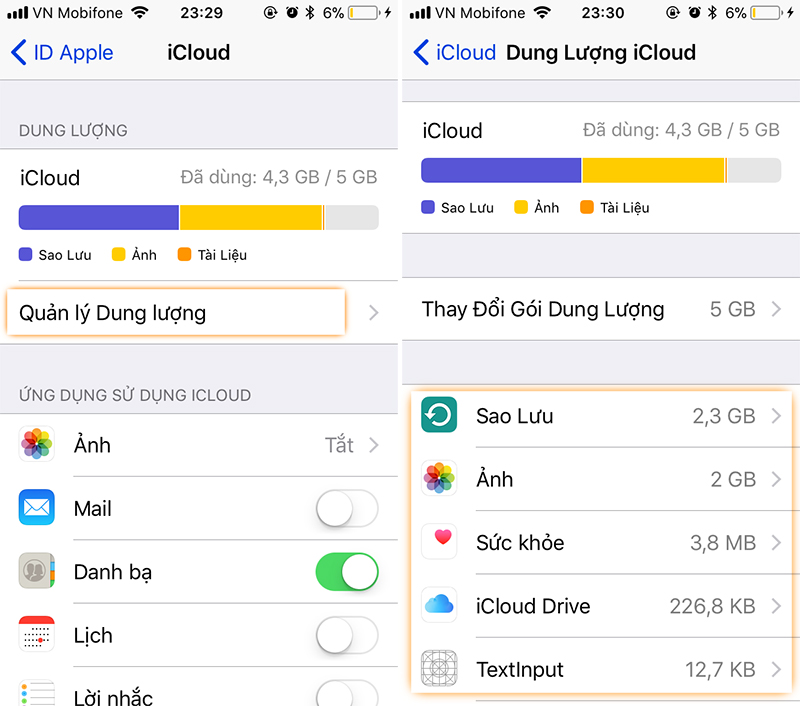 VN Mobifone 23:29 6%
ID Apple iCloud
DUNG LƯỢNG
iCloud Đã dùng: 4,3 GB / 5 GB
Sao Lưu Ảnh Tài Liệu
Quản lý Dung lượng
ỨNG DỤNG SỬ DỤNG ICLOUD
Ảnh Tắt
Mail
Danh bạ
Lịch
Lời nhắc
VN Mobifone 23:30 6%
iCloud Dung Lượng iCloud
iCloud Đã dùng: 4,3 GB / 5 GB
Sao Lưu Ảnh Tài Liệu
Thay Đổi Gói Dung Lượng 5 GB
Sao Lưu 2,3 GB
Ảnh 2 GB
Sức khỏe 3,8 MB
iCloud Drive 226,8 KB
TextInput 12,7 KB